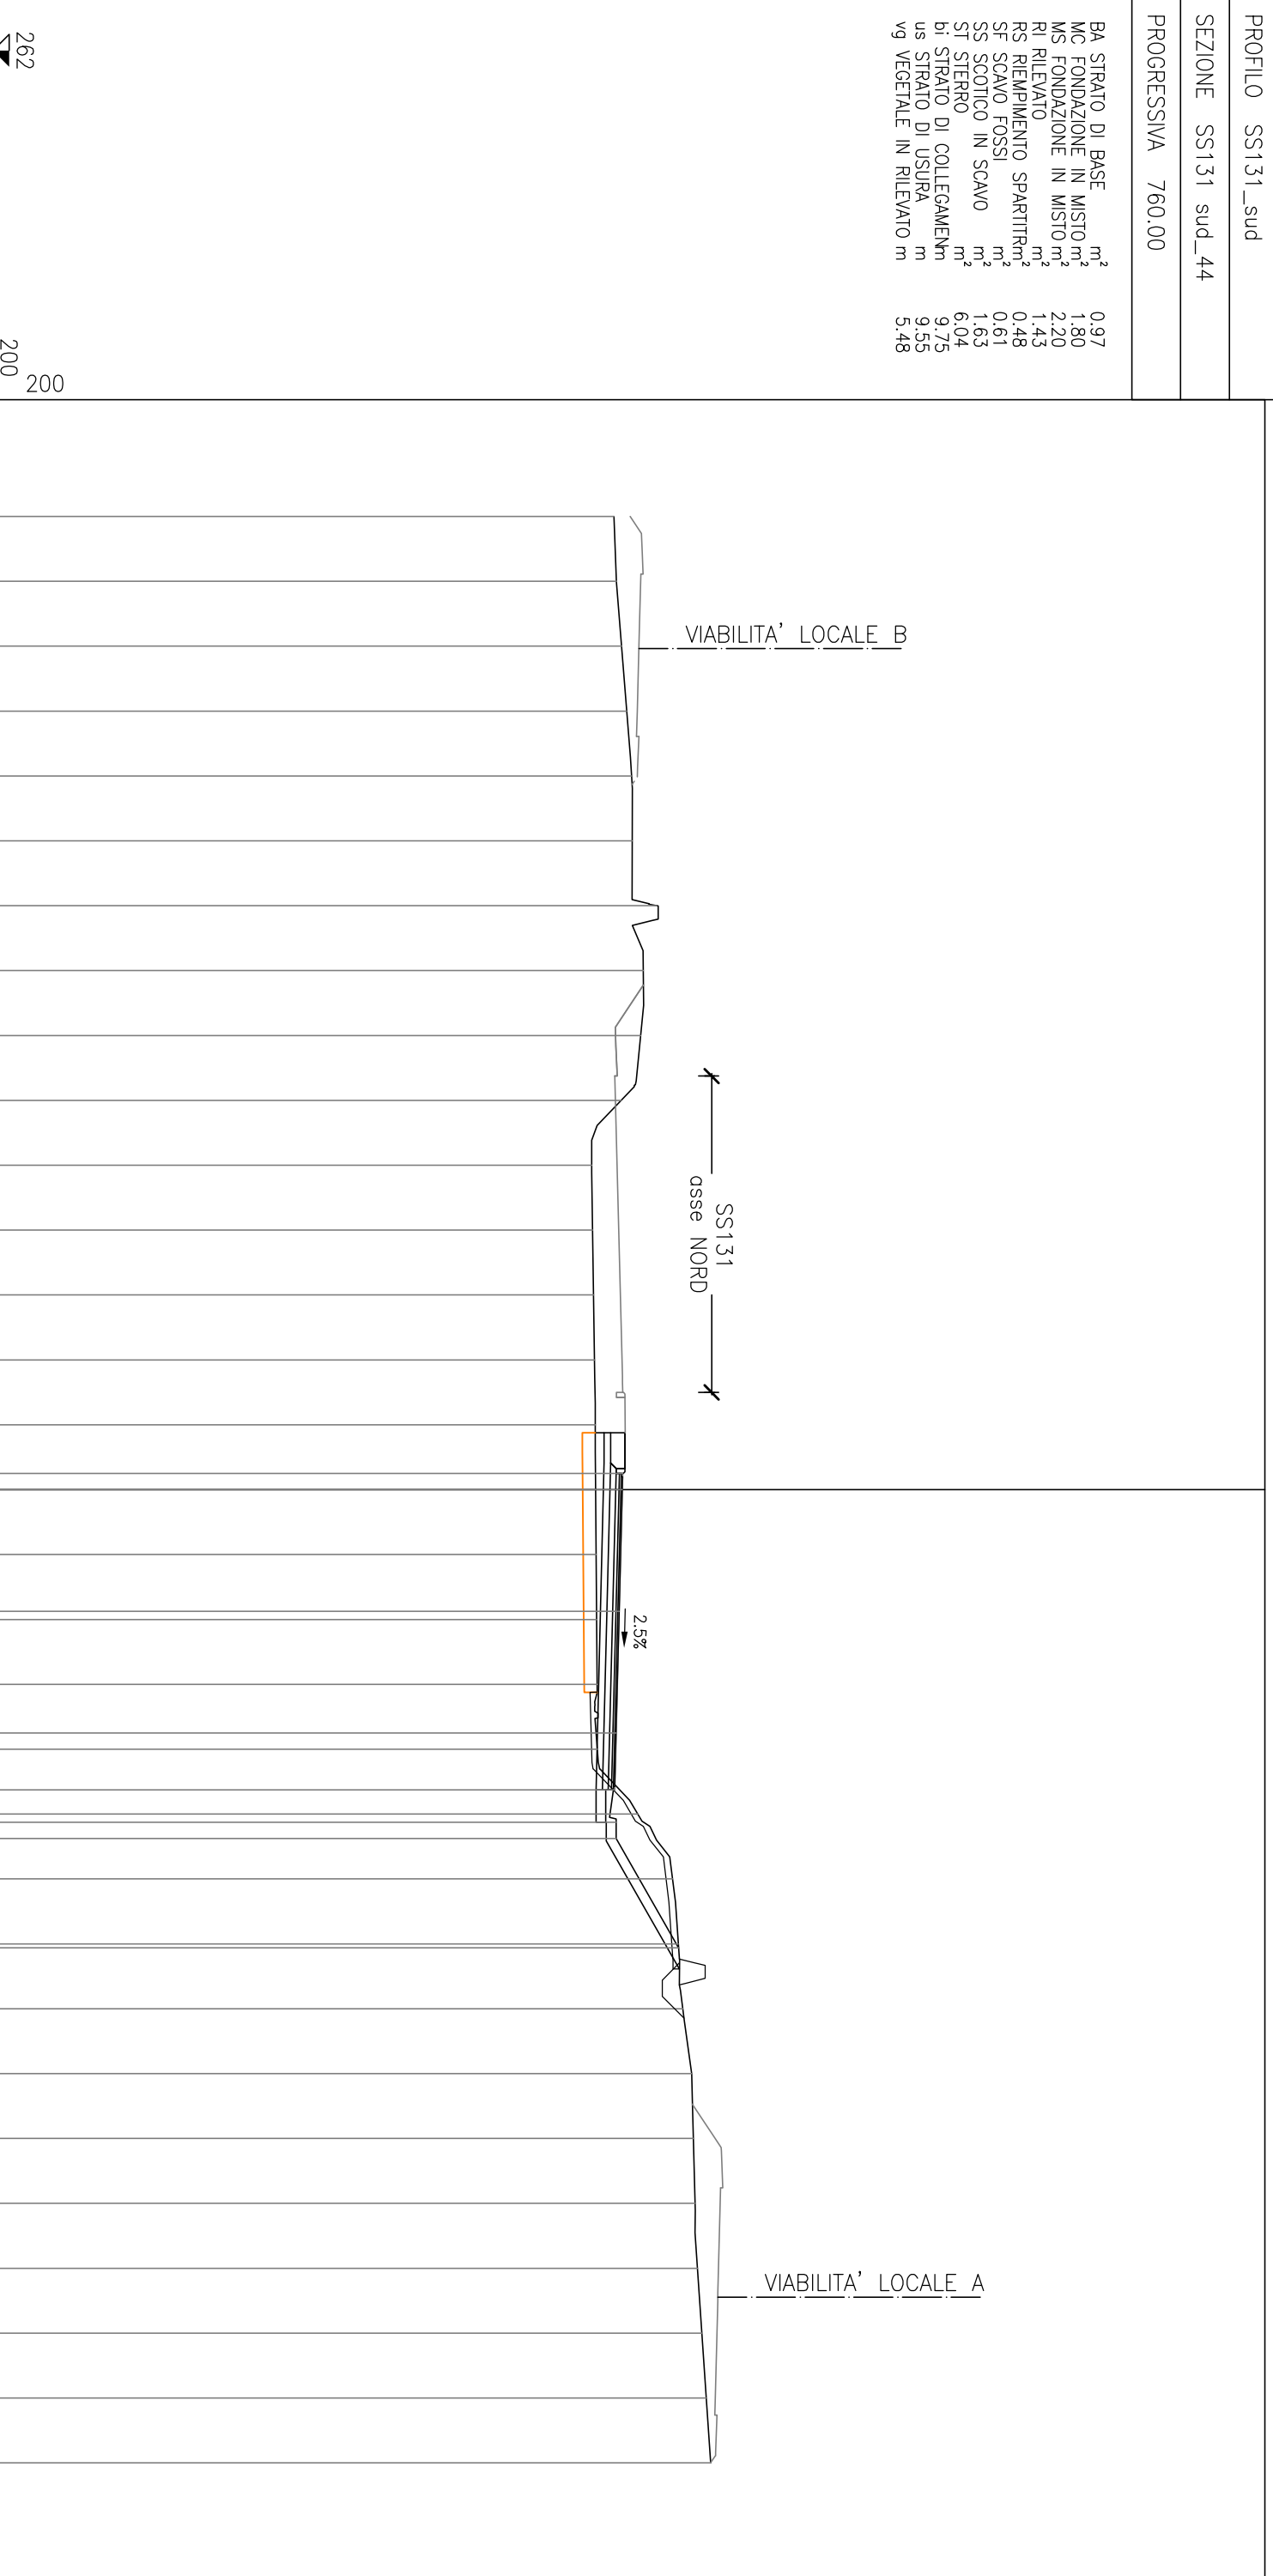 PROFILO SS131_sud
SEZIONE SS131 sud_44
PROGRESSIVA 760.00
BA STRATO DI BASE m² 0.97
MC FONDAZIONE IN MISTO m² 1.80
MS FONDAZIONE IN MISTO m² 2.20
RI RILEVATO m² 1.43
RS RIEMPIMENTO SPARTITR m² 0.48
SF SCAVO FOSSI m² 0.61
SS SCOTICO IN SCAVO m² 1.63
ST STERRO m² 6.04
bi STRATO DI COLLEGAMEN m 9.75
us STRATO DI USURA m 9.55
vg VEGETALE IN RILEVATO m 5.48
VIABILITA' LOCALE B
SS131
asse NORD
2.5%
VIABILITA' LOCALE A
262
200
200